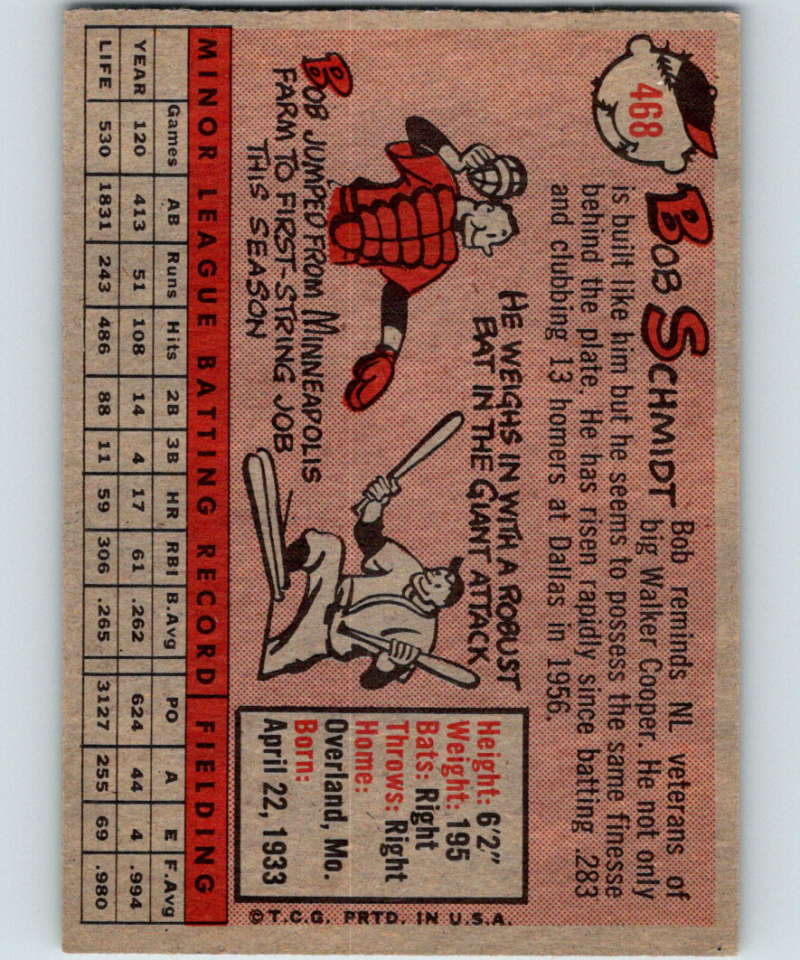 468
BOB SCHMIDT
Bob reminds NL veterans of
big Walker Cooper. He not only
is built like him but he seems to possess the same finesse
behind the plate. He has risen rapidly since batting .283
and clubbing 13 homers at Dallas in 1956.
HE WEIGHS IN WITH A ROBUST
BAT IN THE GIANT ATTACK
BOB JUMPED FROM MINNEAPOLIS
FARM TO FIRST-STRING JOB
THIS SEASON
Height: 6'2"
Weight: 195
Bats: Right
Throws: Right
Home:
Overland, Mo.
Born:
April 22, 1933
©T.C.G. PRTD. IN U.S.A.
MINOR LEAGUE BATTING RECORD FIELDING
Games AB Runs Hits 2B 3B HR RBI B.Avg PO A E F.Avg
YEAR 120 413 51 108 14 4 17 61 .262 624 44 4 .994
LIFE 530 1831 243 486 88 11 59 306 .265 3127 255 69 .980